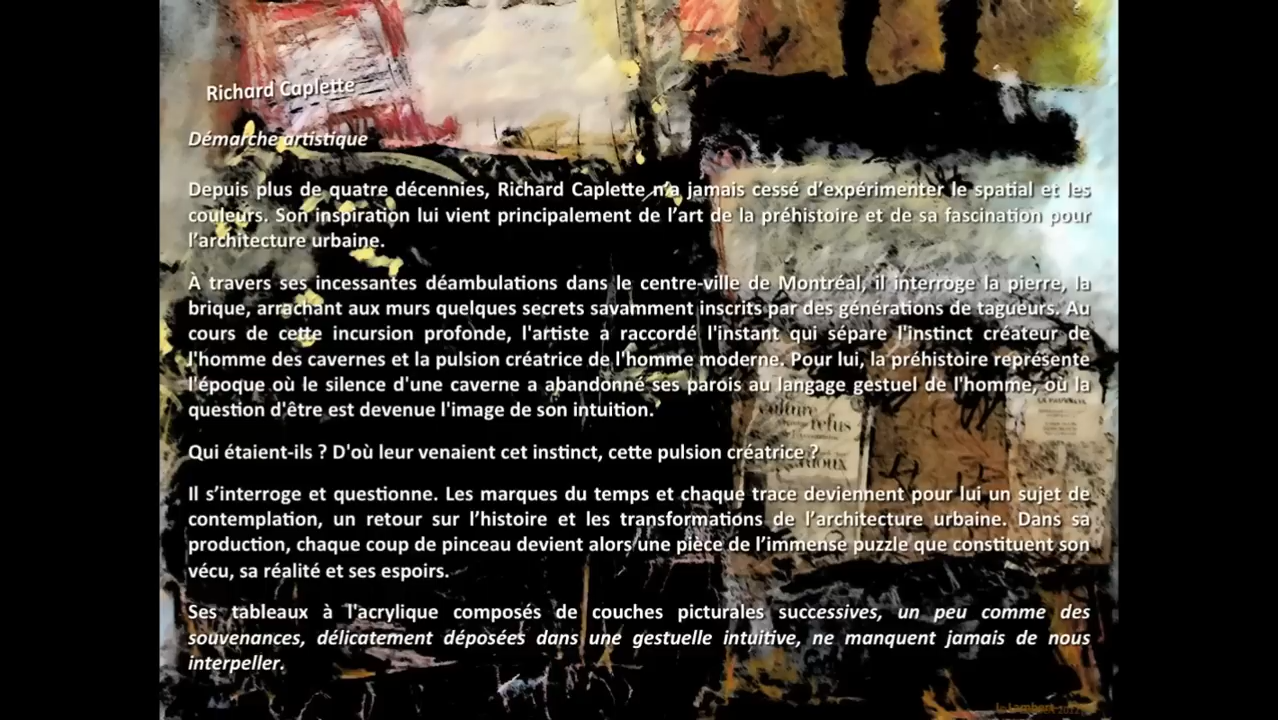 Richard Caplette
Démarche artistique
Depuis plus de quatre décennies, Richard Caplette n'a jamais cessé d'expérimenter le spatial et les
couleurs. Son inspiration lui vient principalement de l'art de la préhistoire et de sa fascination pour
l'architecture urbaine.
À travers ses incessantes déambulations dans le centre-ville de Montréal, il interroge la pierre, la
brique, arrachant aux murs quelques secrets savamment inscrits par des générations de tagueurs. Au
cours de cette incursion profonde, l'artiste a raccordé l'instant qui sépare l'instinct créateur de
l'homme des cavernes et la pulsion créatrice de l'homme moderne. Pour lui, la préhistoire représente
l'époque où le silence d'une caverne a abandonné ses parois au langage gestuel de l'homme, où la
question d'être est devenue l'image de son intuition.
voiture
refus
Qui étaient-ils ? D'où leur venaient cet instinct, cette pulsion créatrice ?
Il s'interroge et questionne. Les marques du temps et chaque trace deviennent pour lui un sujet de
contemplation, un retour sur l'histoire et les transformations de l'architecture urbaine. Dans sa
production, chaque coup de pinceau devient alors une pièce de l'immense puzzle que constituent son
vécu, sa réalité et ses espoirs.
Ses tableaux à l'acrylique composés de couches picturales successives, un peu comme des
souvenances, délicatement déposées dans une gestuelle intuitive, ne manquent jamais de nous
interpeller.